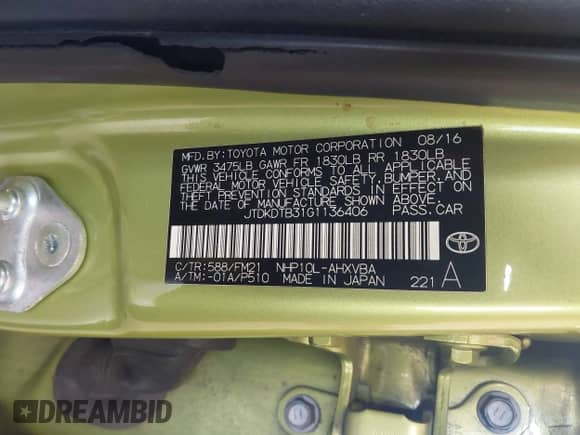 MFD.BY:TOYOTA MOTOR CORPORATION 08/16
GVWR 3475LB GAWR FR 1830LB RR 1830LB
THIS VEHICLE CONFORMS TO ALL APPLICABLE
FEDERAL MOTOR VEHICLE SAFETY,BUMPER,AND
THEFT PREVENTION STANDARDS IN EFFECT ON
THE DATE OF MANUFACTURE SHOWN ABOVE.
JTDKDTB31G1136406 PASS.CAR
C/TR:588/FM21 NHP10L-AHXVBA
A/TM:-01A/P510 MADE IN JAPAN 221 A
DREAMBID